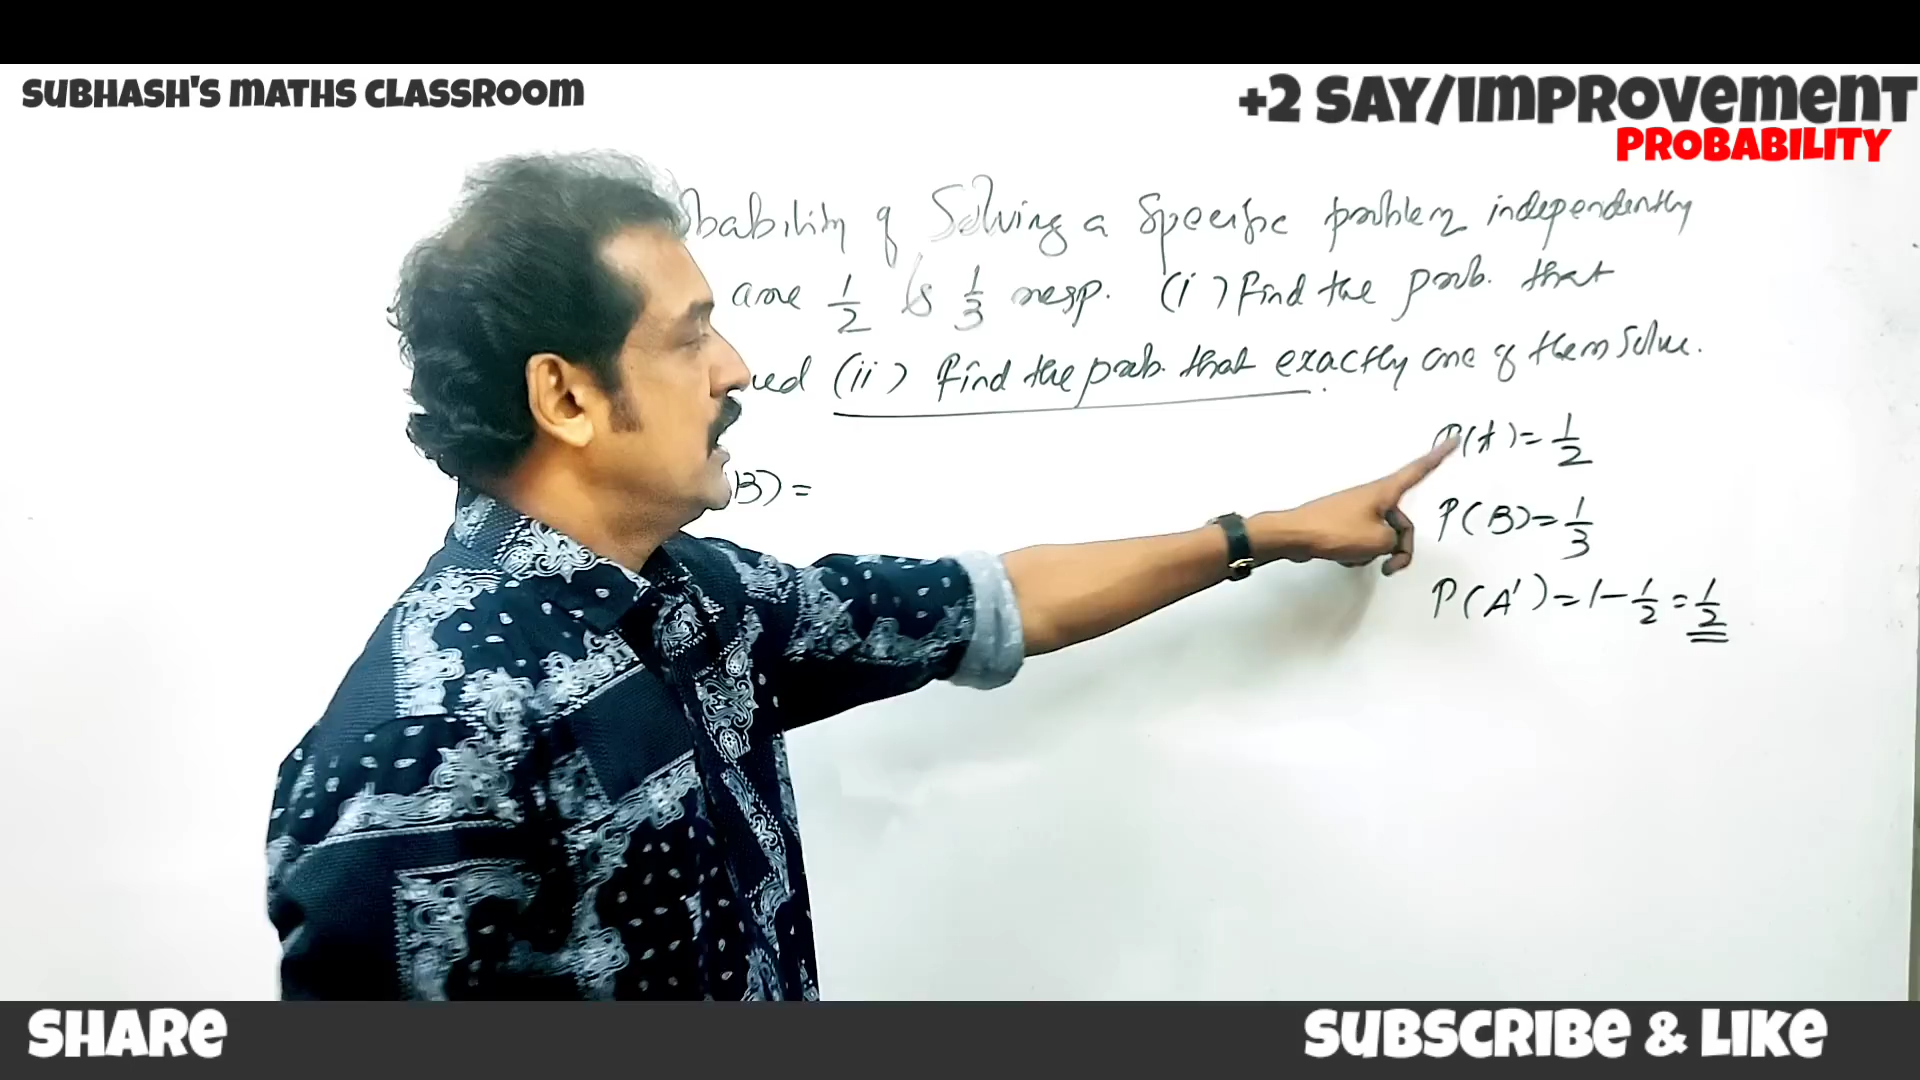 SUBHASH'S MATHS CLASSROOM
+2 SAY/IMPROVEMENT
PROBABILITY
bability of Solving a Specific problem independently
are 1/2 & 1/3 resp. (i) Find the prob. that
ed (ii) Find the prob. that exactly one of them solve.
P(A) = 1/2
B) =
P(B) = 1/3
P(A') = 1 - 1/2 = 1/2
SHARE
SUBSCRIBE & LIKE